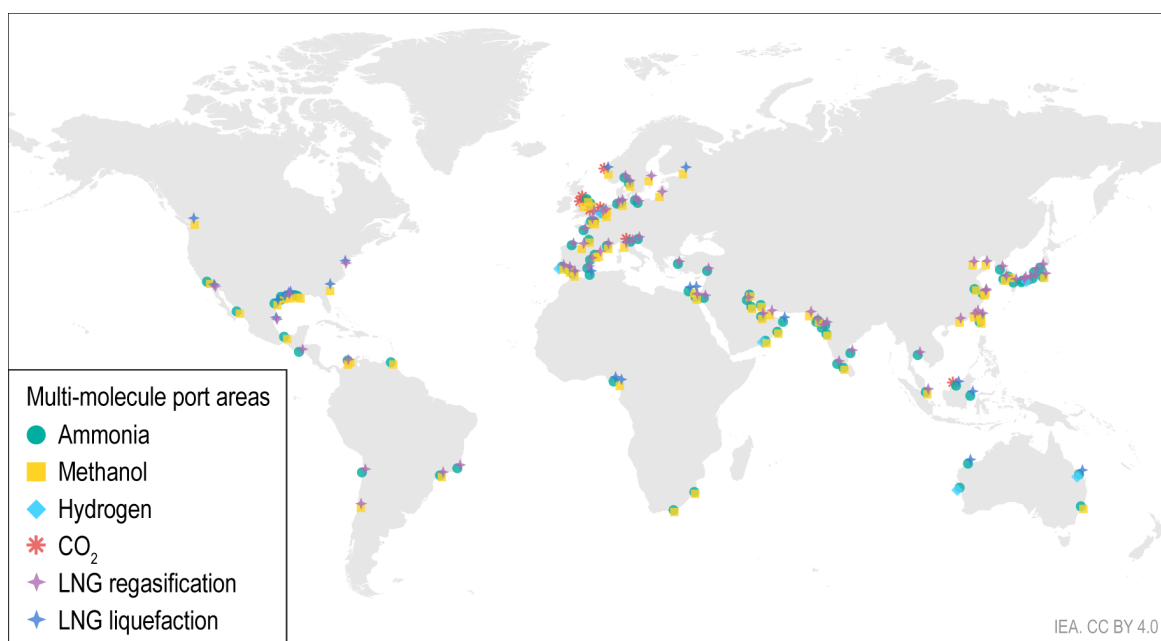 Multi-molecule port areas
Ammonia
Methanol
Hydrogen
CO₂
LNG regasification
LNG liquefaction
IEA. CC BY 4.0